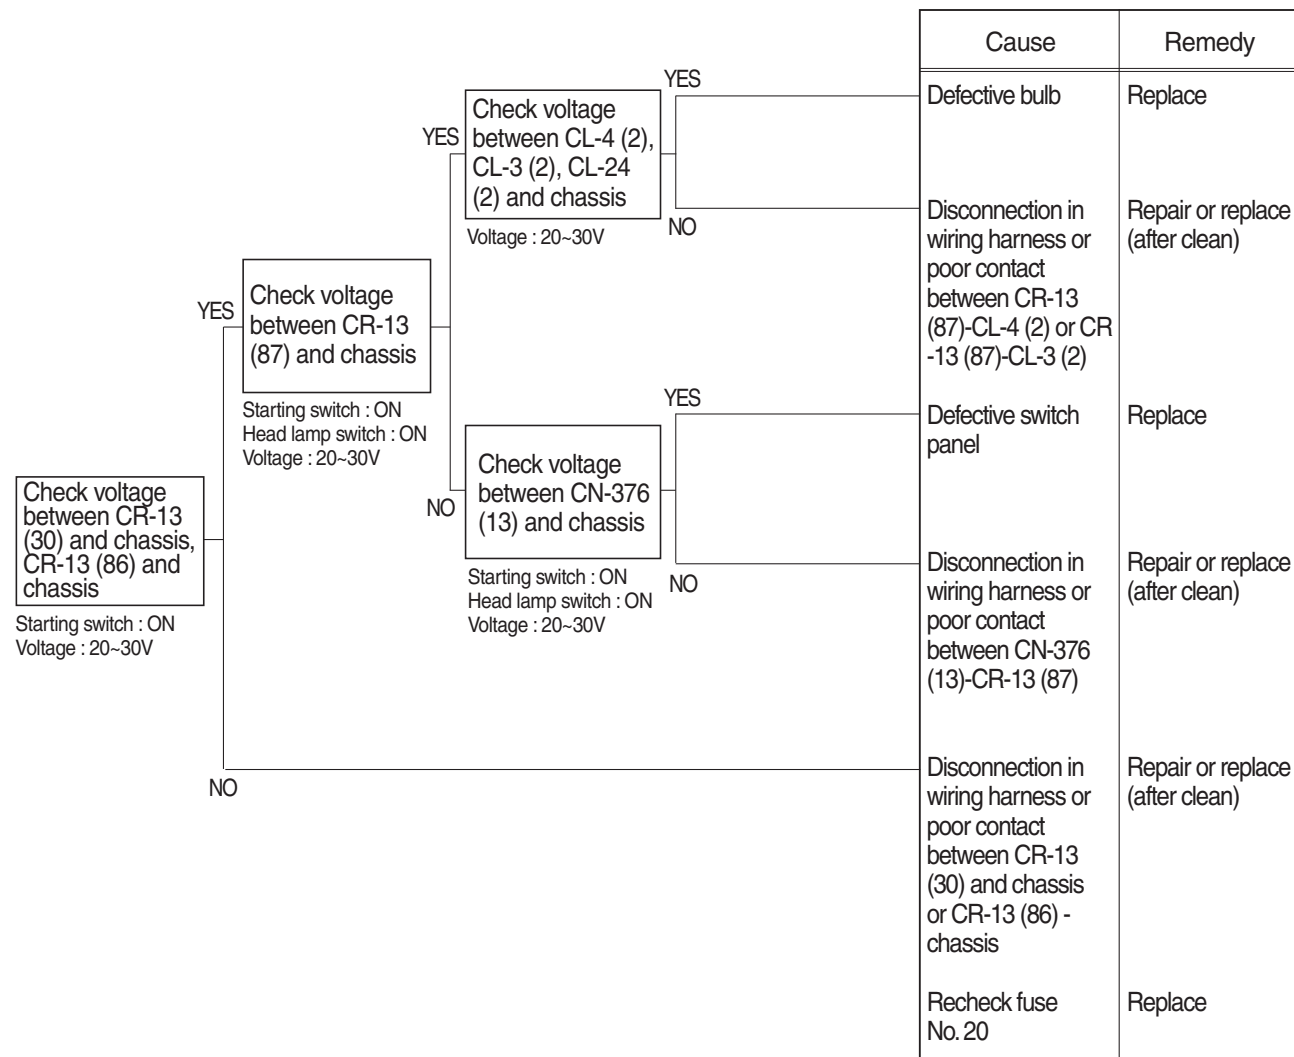 Check voltage
between CR-13
(30) and chassis,
CR-13 (86) and
chassis
Starting switch : ON
Voltage : 20~30V
YES
NO
Check voltage
between CR-13
(87) and chassis
Starting switch : ON
Head lamp switch : ON
Voltage : 20~30V
YES
NO
Check voltage
between CL-4 (2),
CL-3 (2), CL-24
(2) and chassis
Voltage : 20~30V
YES
NO
Check voltage
between CN-376
(13) and chassis
Starting switch : ON
Head lamp switch : ON
Voltage : 20~30V
YES
NO
Cause
Remedy
Defective bulb
Replace
Disconnection in
wiring harness or
poor contact
between CR-13
(87)-CL-4 (2) or CR
-13 (87)-CL-3 (2)
Repair or replace
(after clean)
Defective switch
panel
Replace
Disconnection in
wiring harness or
poor contact
between CN-376
(13)-CR-13 (87)
Repair or replace
(after clean)
Disconnection in
wiring harness or
poor contact
between CR-13
(30) and chassis
or CR-13 (86) -
chassis
Repair or replace
(after clean)
Recheck fuse
No. 20
Replace